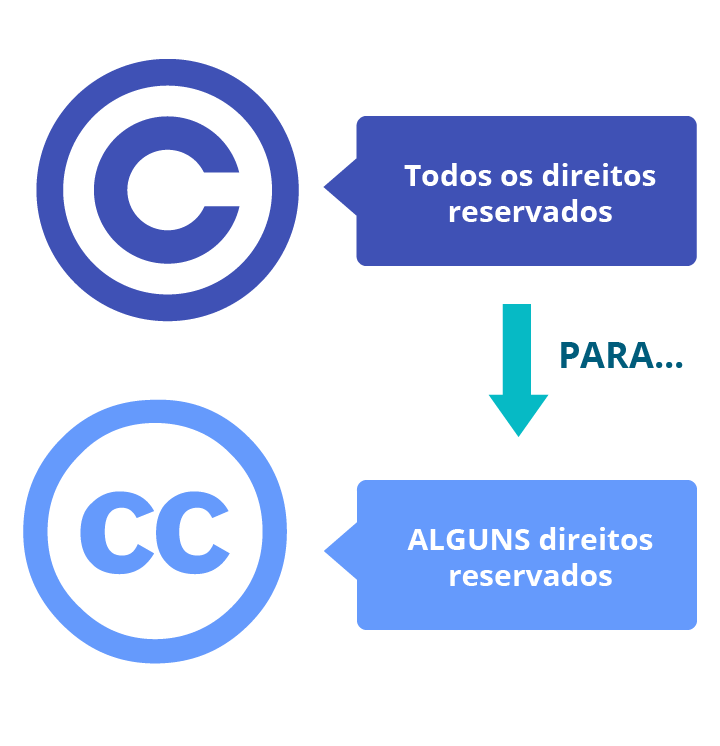 C
Todos os direitos
reservados
PARA...
CC
ALGUNS direitos
reservados